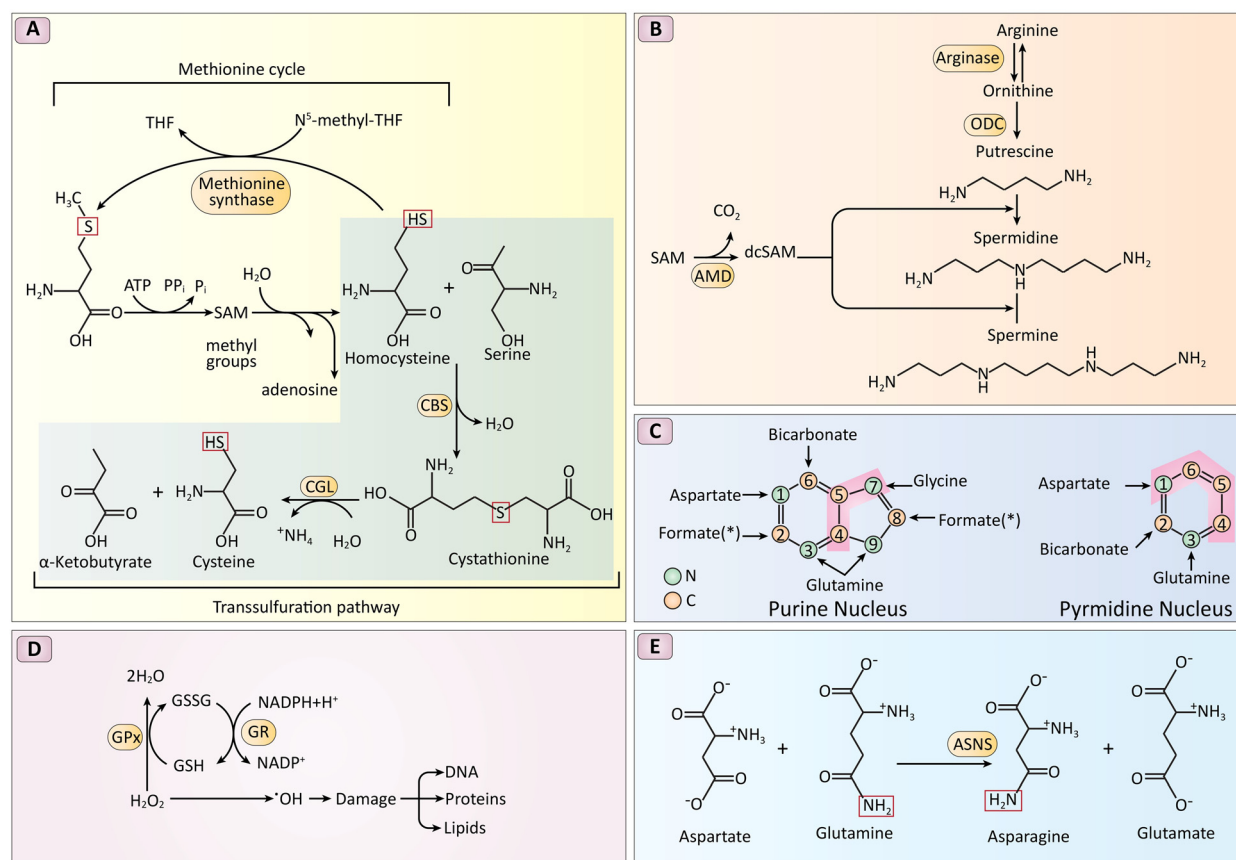 A
Methionine cycle
THF
N⁵-methyl-THF
Methionine
synthase
H₃C
S
H₂N
O
OH
ATP
PPᵢ
Pᵢ
SAM
H₂O
methyl
groups
adenosine
HS
H₂N
O
OH
Homocysteine
+
O
NH₂
OH
Serine
CBS
H₂O
O
O
OH
α-Ketobutyrate
+
HS
H₂N
O
OH
Cysteine
CGL
⁺NH₄
H₂O
NH₂
HO
O
S
O
OH
NH₂
Cystathionine
Transsulfuration pathway
B
Arginine
Arginase
Ornithine
ODC
Putrescine
H₂N
NH₂
CO₂
SAM
AMD
dcSAM
Spermidine
H₂N
N
H
NH₂
Spermine
H₂N
N
H
H
N
NH₂
C
Bicarbonate
Aspartate
Formate(*)
Glycine
Formate(*)
Glutamine
1
2
3
4
5
6
7
8
9
N
C
Purine Nucleus
Aspartate
Bicarbonate
Glutamine
1
2
3
4
5
6
Pyrmidine Nucleus
D
2H₂O
GSSG
NADPH+H⁺
GPx
GR
GSH
NADP⁺
H₂O₂
•OH
Damage
DNA
Proteins
Lipids
E
O⁻
O
⁺NH₃
O
⁻O
Aspartate
+
O⁻
O
⁺NH₃
O
NH₂
Glutamine
ASNS
O⁻
O
⁺NH₃
O
H₂N
Asparagine
+
O⁻
O
⁺NH₃
O
O⁻
Glutamate